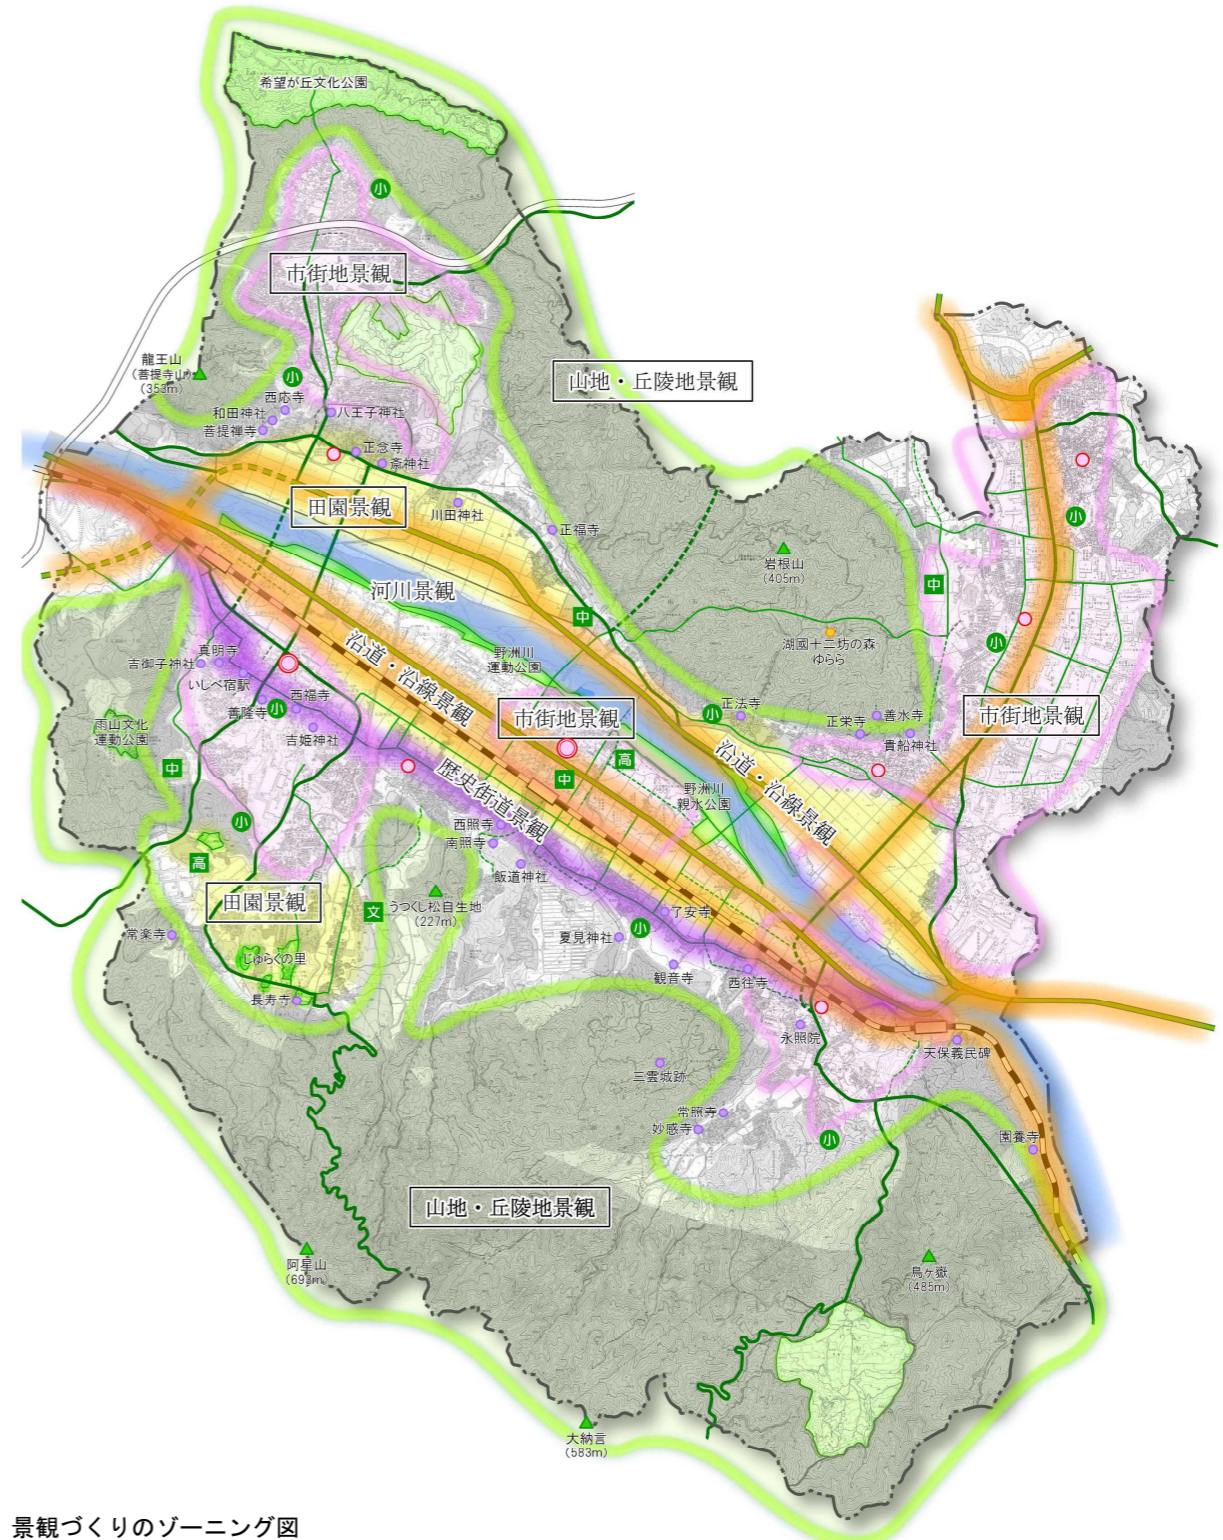 希望が丘文化公園
小
市街地景観
龍王山
(菩提寺山)
(353m)
小
西応寺
和田神社
八王子神社
菩提禅寺
正念寺
斎神社
山地・丘陵地景観
田園景観
川田神社
正福寺
小
岩根山
(405m)
中
河川景観
中
湖國十二坊の森
ゆらら
小
真明寺
吉御子神社
いしべ宿駅
西福寺
善隆寺
小
吉姫神社
沿道・沿線景観
野洲川
運動公園
市街地景観
正法寺
小
正栄寺
善水寺
貴船神社
市街地景観
雨山文化
運動公園
中
高
中
沿道・沿線景観
歴史街道景観
野洲川
親水公園
小
西照寺
南照寺
飯道神社
高
田園景観
文
うつくし松自生地
(227m)
了安寺
小
夏見神社
常楽寺
じゅらくの里
観音寺
西往寺
長寿寺
永照院
天保義民碑
三雲城跡
常照寺
妙感寺
小
園養寺
山地・丘陵地景観
阿星山
(693m)
烏ヶ嶽
(485m)
大納言
(583m)
景観づくりのゾーニング図